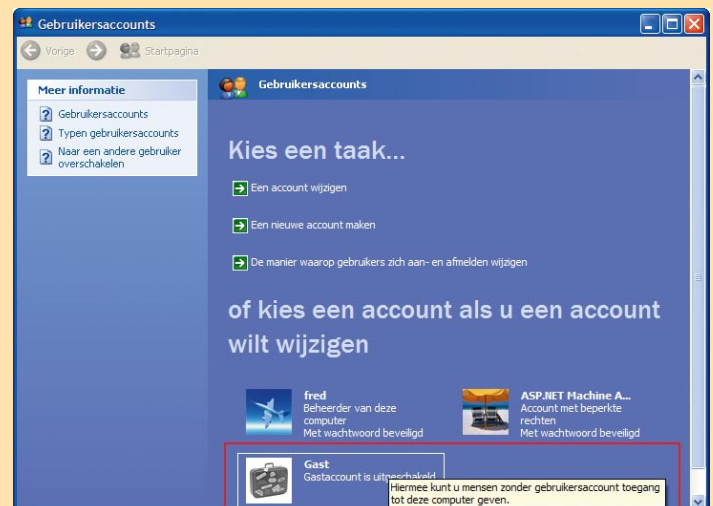 Gebruikersaccounts
Vorige
Startpagina
Meer informatie
Gebruikersaccounts
Typen gebruikersaccounts
Naar een andere gebruiker
overschakelen
Gebruikersaccounts
Kies een taak...
Een account wijzigen
Een nieuwe account maken
De manier waarop gebruikers zich aan- en afmelden wijzigen
of kies een account als u een account
wilt wijzigen
fred
Beheerder van deze
computer
Met wachtwoord beveiligd
ASP.NET Machine A...
Account met beperkte
rechten
Met wachtwoord beveiligd
Gast
Gastaccount is uitgeschakeld
Hiermee kunt u mensen zonder gebruikersaccount toegang
tot deze computer geven.